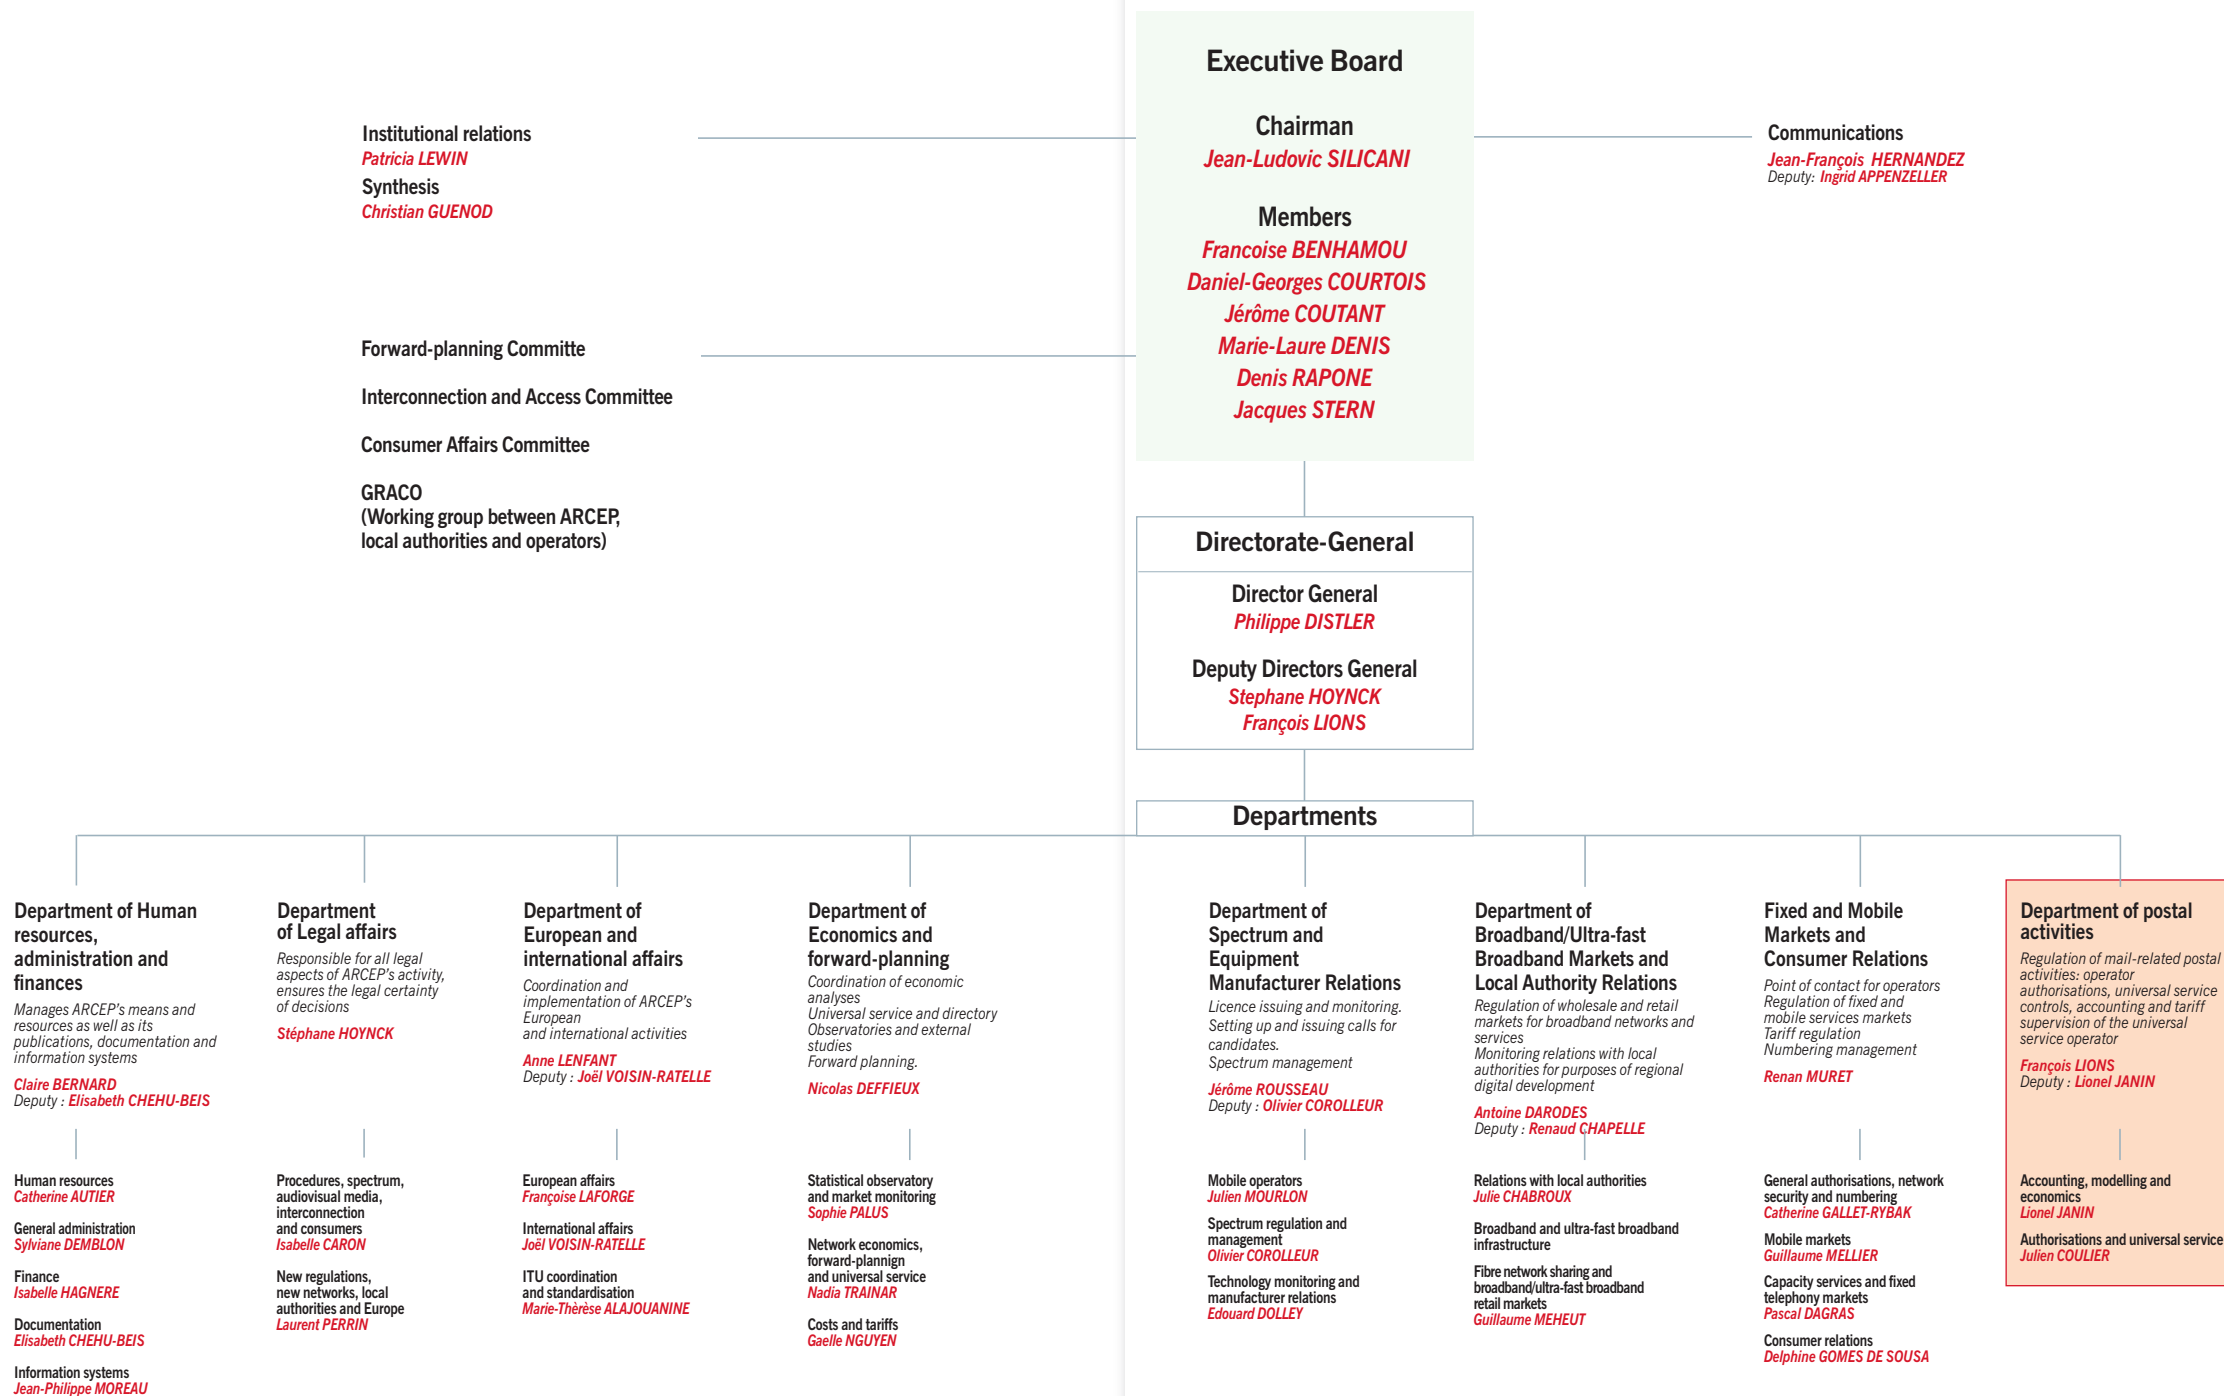 Executive Board
Chairman
Jean-Ludovic SILICANI
Members
Francoise BENHAMOU
Daniel-Georges COURTOIS
Jérôme COUTANT
Marie-Laure DENIS
Denis RAPONE
Jacques STERN
Institutional relations
Patricia LEWIN
Synthesis
Christian GUENOD
Communications
Jean-François HERNANDEZ
Deputy: Ingrid APPENZELLER
Forward-planning Committe
Interconnection and Access Committee
Consumer Affairs Committee
GRACO
(Working group between ARCEP,
local authorities and operators)
Directorate-General
Director General
Philippe DISTLER
Deputy Directors General
Stephane HOYNCK
François LIONS
Departments
Department of Human
resources,
administration and
finances
Manages ARCEP's means and
resources as well as its
publications, documentation and
information systems
Claire BERNARD
Deputy : Elisabeth CHEHU-BEIS
Human resources
Catherine AUTIER
General administration
Sylviane DEMBLON
Finance
Isabelle HAGNERE
Documentation
Elisabeth CHEHU-BEIS
Information systems
Jean-Philippe MOREAU
Department
of Legal affairs
Responsible for all legal
aspects of ARCEP's activity,
ensures the legal certainty
of decisions
Stéphane HOYNCK
Procedures, spectrum,
audiovisual media,
interconnection
and consumers
Isabelle CARON
New regulations,
new networks, local
authorities and Europe
Laurent PERRIN
Department of
European and
international affairs
Coordination and
implementation of ARCEP's
European
and international activities
Anne LENFANT
Deputy : Joël VOISIN-RATELLE
European affairs
Françoise LAFORGE
International affairs
Joël VOISIN-RATELLE
ITU coordination
and standardisation
Marie-Thèrèse ALAJOUANINE
Department of
Economics and
forward-planning
Coordination of economic
analyses
Universal service and directory
Observatories and external
studies
Forward planning.
Nicolas DEFFIEUX
Statistical observatory
and market monitoring
Sophie PALUS
Network economics,
forward-plannign
and universal service
Nadia TRAINAR
Costs and tariffs
Gaelle NGUYEN
Department of
Spectrum and
Equipment
Manufacturer Relations
Licence issuing and monitoring.
Setting up and issuing calls for
candidates.
Spectrum management
Jérôme ROUSSEAU
Deputy : Olivier COROLLEUR
Mobile operators
Julien MOURLON
Spectrum regulation and
management
Olivier COROLLEUR
Technology monitoring and
manufacturer relations
Edouard DOLLEY
Department of
Broadband/Ultra-fast
Broadband Markets and
Local Authority Relations
Regulation of wholesale and retail
markets for broadband networks and
services
Monitoring relations with local
authorities for purposes of regional
digital development
Antoine DARODES
Deputy : Renaud CHAPELLE
Relations with local authorities
Julie CHABROUX
Broadband and ultra-fast broadband
infrastructure
Fibre network sharing and
broadband/ultra-fast broadband
retail markets
Guillaume MEHEUT
Fixed and Mobile
Markets and
Consumer Relations
Point of contact for operators
Regulation of fixed and
mobile services markets
Tariff regulation
Numbering management
Renan MURET
General authorisations, network
security and numbering
Catherine GALLET-RYBAK
Mobile markets
Guillaume MELLIER
Capacity services and fixed
telephony markets
Pascal DAGRAS
Consumer relations
Delphine GOMES DE SOUSA
Department of postal
activities
Regulation of mail-related postal
activities: operator
authorisations, universal service
controls, accounting and tariff
supervision of the universal
service operator
François LIONS
Deputy : Lionel JANIN
Accounting, modelling and
economics
Lionel JANIN
Authorisations and universal service
Julien COULIER